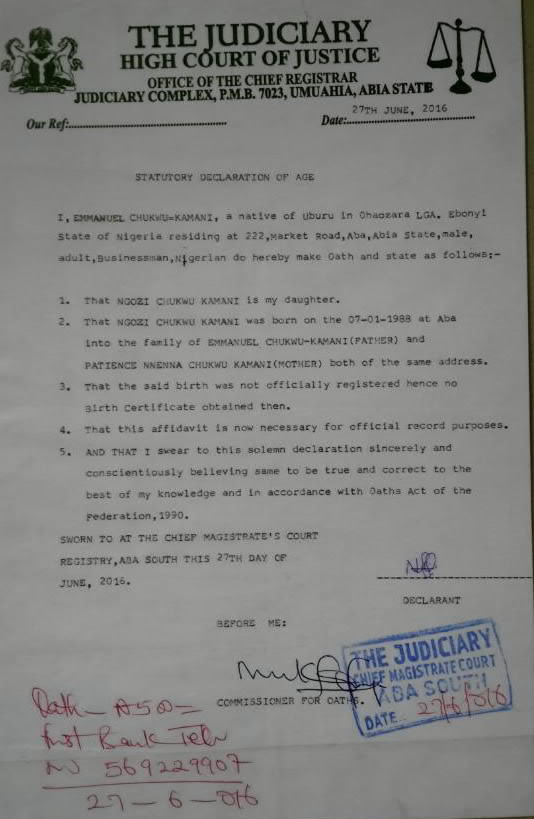 THE JUDICIARY
HIGH COURT OF JUSTICE
OFFICE OF THE CHIEF REGISTRAR
JUDICIARY COMPLEX, P.M.B. 7023, UMUAHIA, ABIA STATE
27TH JUNE, 2016
Our Ref:
Date:
STATUTORY DECLARATION OF AGE
I, EMMANUEL CHUKWU=KAMANI, a native of Uburu in Ohaozara LGA. Ebonyi
State of Nigeria residing at 222,Market Road,Aba,Abia State,male,
adult,Businessman,Nigerian do hereby make Oath and state as follows;-
1. That NGOZI CHUKWU KAMANI is my daughter.
2. That NGOZI CHUKWU KAMANI was born on the 07-01-1988 at Aba
into the family of EMMANUEL CHUKWU-KAMANI(FATHER) and
PATIENCE NNENNA CHUKWU KAMANI(MOTHER) both of the same address.
3. That the said birth was not officially registered hence no
Birth Certificate obtained then.
4. That this affidavit is now necessary for official record purposes.
5. AND THAT I swear to this solemn declaration sincerely and
conscientiously believing same to be true and correct to the
best of my knowledge and in accordance with Oaths Act of the
Federation,1990.
SWORN TO AT THE CHIEF MAGISTRATE'S COURT
REGISTRY,ABA SOUTH THIS 27TH DAY OF
JUNE, 2016.
DECLARANT
BEFORE ME:
COMMISSIONER FOR OATHS.
THE JUDICIARY
CHIEF MAGISTRATE COURT
ABA SOUTH
DATE 27/6/016
Oath - ₦50 =
First Bank Teller
No 569229907
27 - 6 - 016